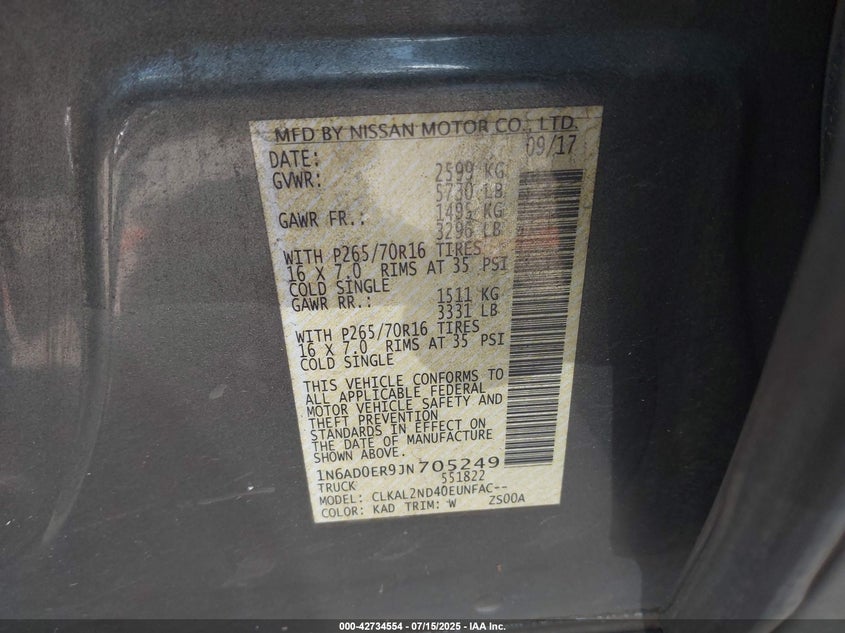 MFD BY NISSAN MOTOR CO., LTD.
DATE: 09/17
GVWR: 2599 KG
5730 LB
GAWR FR.: 1495 KG
3296 LB
WITH P265/70R16 TIRES
16 X 7.0 RIMS AT 35 PSI
COLD SINGLE
GAWR RR.: 1511 KG
3331 LB
WITH P265/70R16 TIRES
16 X 7.0 RIMS AT 35 PSI
COLD SINGLE
THIS VEHICLE CONFORMS TO
ALL APPLICABLE FEDERAL
MOTOR VEHICLE SAFETY AND
THEFT PREVENTION
STANDARDS IN EFFECT ON
THE DATE OF MANUFACTURE
SHOWN ABOVE.
1N6AD0ER9JN705249
TRUCK 551822
MODEL: CLKAL2ND40EUNFAC--
COLOR: KAD TRIM: W ZS00A
000-42734554 - 07/15/2025 - IAA Inc.